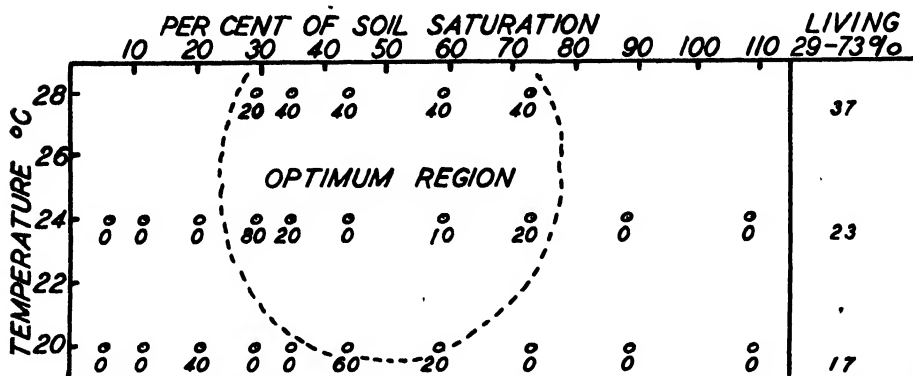 PER CENT OF SOIL SATURATION LIVING
10 20 30 40 50 60 70 80 90 100 110 29-73%
TEMPERATURE °C
28
20 40 40 40 40 37
26
OPTIMUM REGION
24
0 0 0 80 20 0 10 20 0 0 23
22
20
0 0 40 0 0 60 20 0 0 0 17